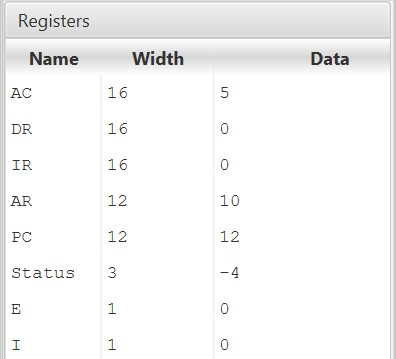 Registers
Name Width Data
AC 16 5
DR 16 0
IR 16 0
AR 12 10
PC 12 12
Status 3 -4
E 1 0
I 1 0